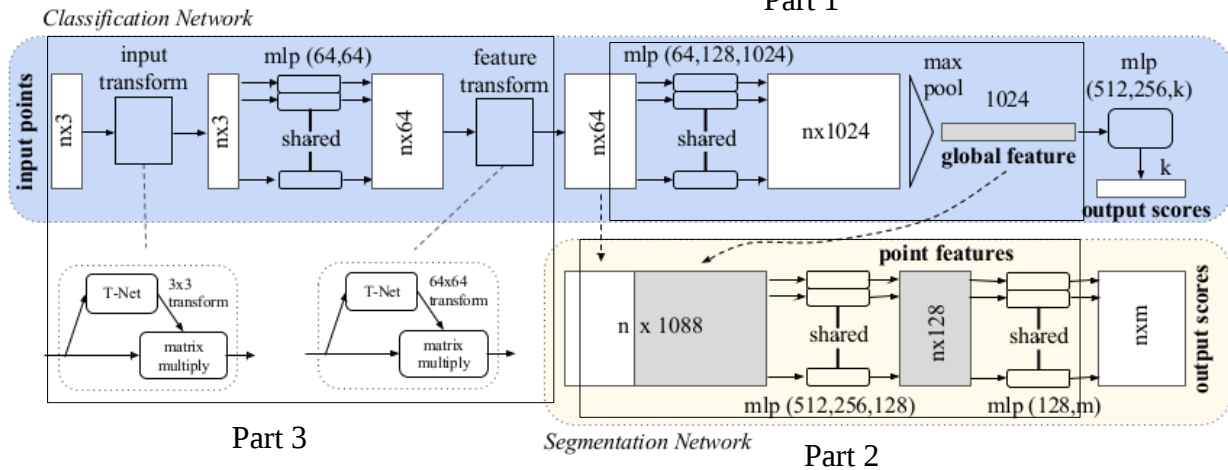 Part 1
Classification Network
input points
nx3
input
transform
nx3
mlp (64,64)
shared
nx64
feature
transform
nx64
mlp (64,128,1024)
shared
nx1024
max
pool
1024
global feature
mlp
(512,256,k)
k
output scores
T-Net
3x3
transform
matrix
multiply
T-Net
64x64
transform
matrix
multiply
point features
n x 1088
shared
nx128
shared
nxm
output scores
mlp (512,256,128)
mlp (128,m)
Part 3
Segmentation Network
Part 2